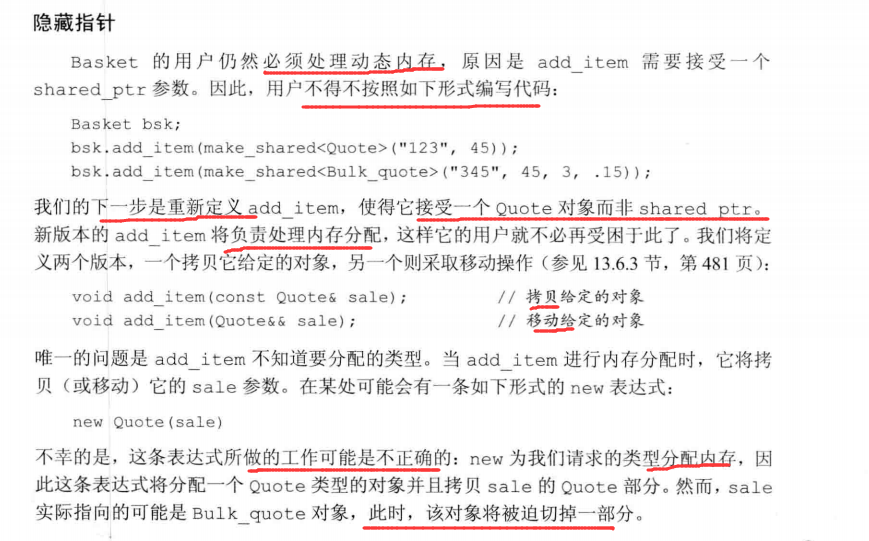 隐藏指针
Basket 的用户仍然必须处理动态内存，原因是 add_item 需要接受一个
shared_ptr 参数。因此，用户不得不按照如下形式编写代码：
Basket bsk;
bsk.add_item(make_shared<Quote>("123", 45));
bsk.add_item(make_shared<Bulk_quote>("345", 45, 3, .15));
我们的下一步是重新定义 add_item，使得它接受一个 Quote 对象而非 shared_ptr。
新版本的 add_item 将负责处理内存分配，这样它的用户就不必再受困于此了。我们将定
义两个版本，一个拷贝它给定的对象，另一个则采取移动操作（参见 13.6.3 节，第 481 页）：
void add_item(const Quote& sale); // 拷贝给定的对象
void add_item(Quote&& sale); // 移动给定的对象
唯一的问题是 add_item 不知道要分配的类型。当 add_item 进行内存分配时，它将拷
贝（或移动）它的 sale 参数。在某处可能会有一条如下形式的 new 表达式：
new Quote(sale)
不幸的是，这条表达式所做的工作可能是不正确的：new 为我们请求的类型分配内存，因
此这条表达式将分配一个 Quote 类型的对象并且拷贝 sale 的 Quote 部分。然而，sale
实际指向的可能是 Bulk_quote 对象，此时，该对象将被迫切掉一部分。